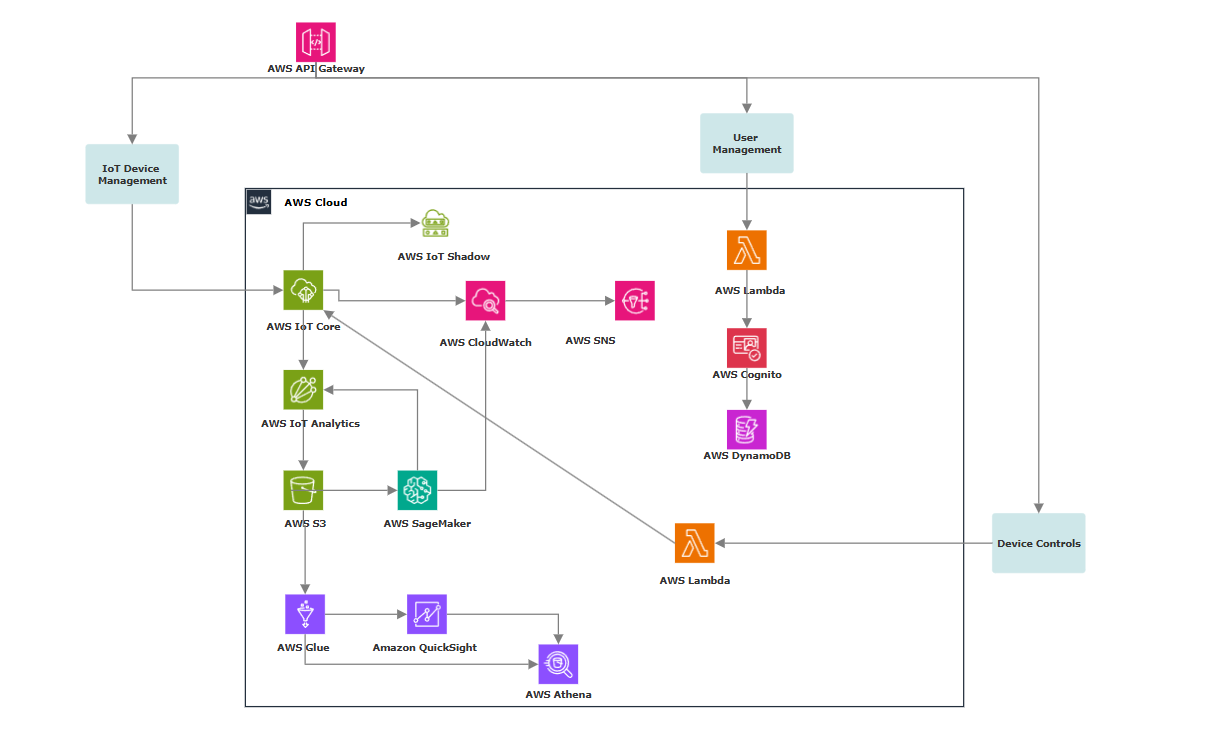 AWS API Gateway
User
Management
IoT Device
Management
aws
AWS Cloud
AWS IoT Shadow
AWS Lambda
AWS IoT Core
AWS CloudWatch
AWS SNS
AWS Cognito
AWS IoT Analytics
AWS DynamoDB
AWS S3
AWS SageMaker
Device Controls
AWS Lambda
AWS Glue
Amazon QuickSight
AWS Athena